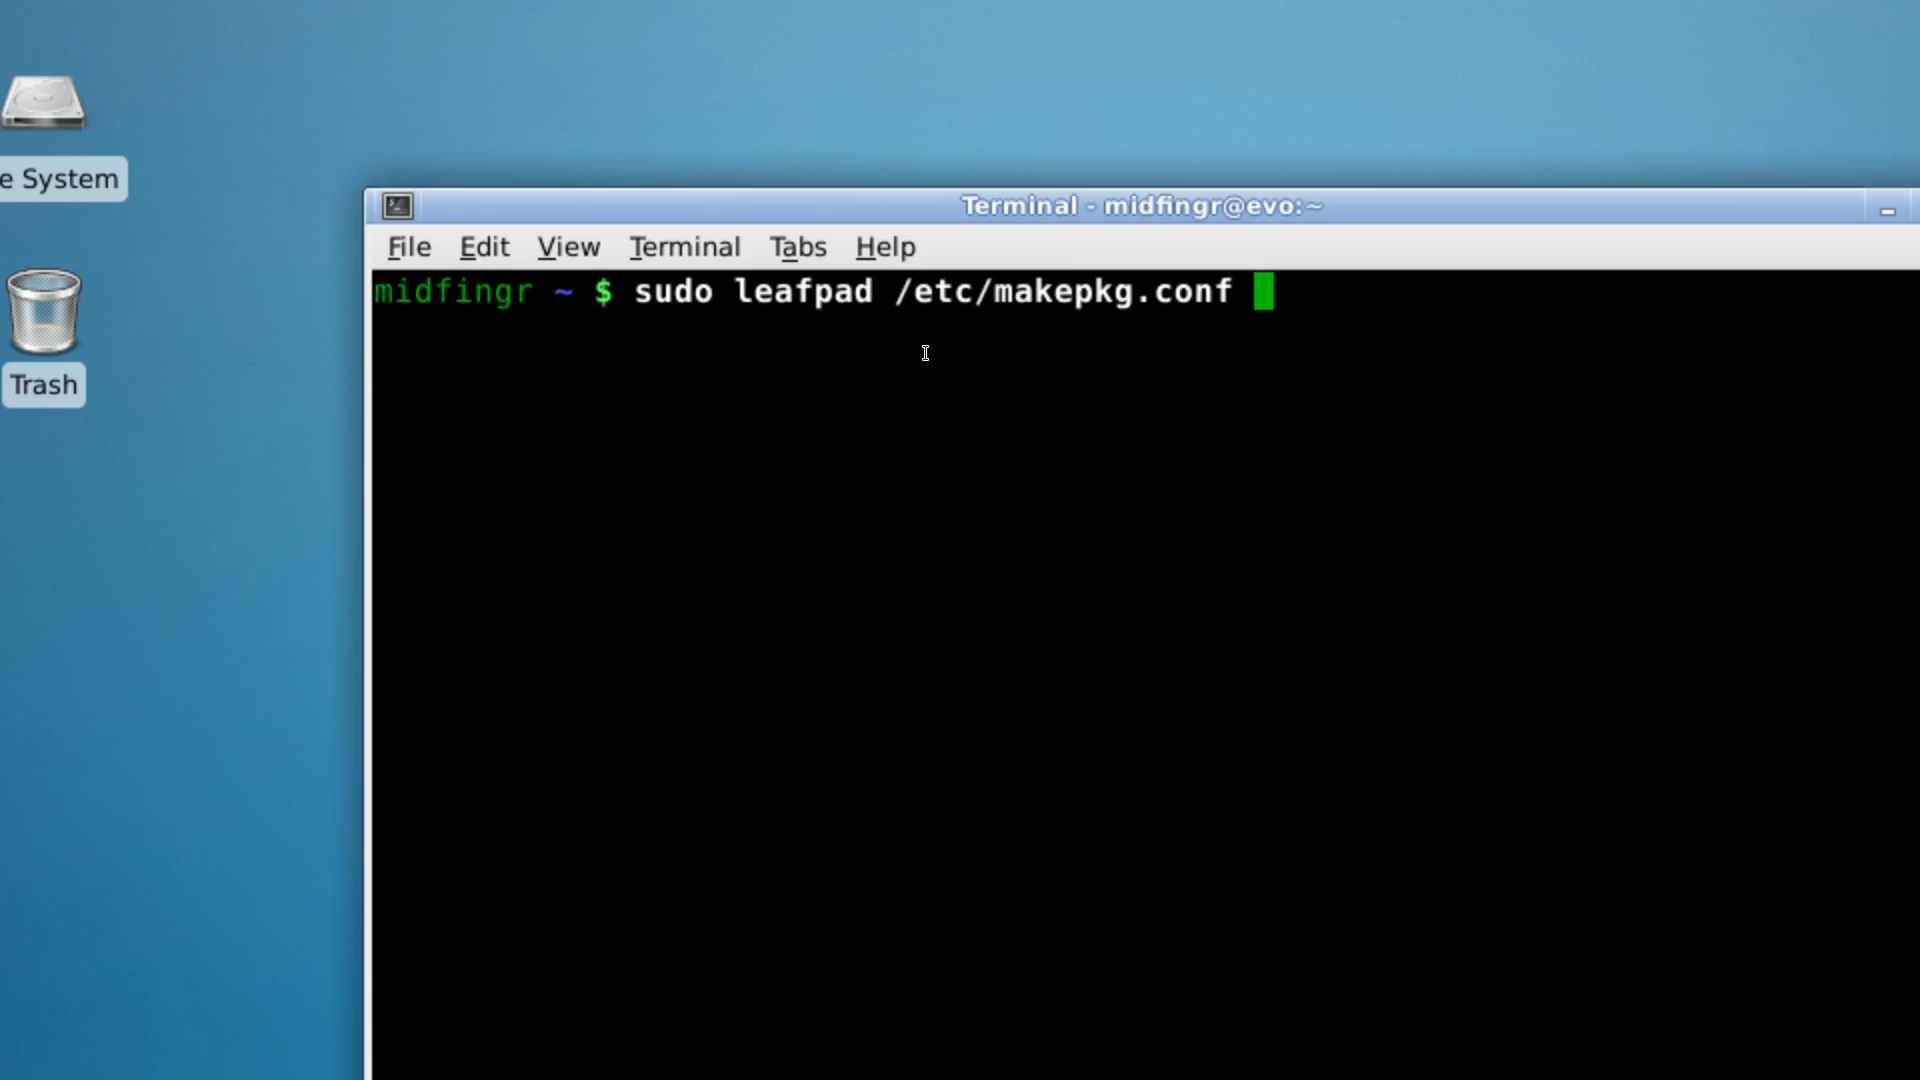 e System
Trash
Terminal - midfingr@evo:~
File Edit View Terminal Tabs Help
midfingr ~ $ sudo leafpad /etc/makepkg.conf